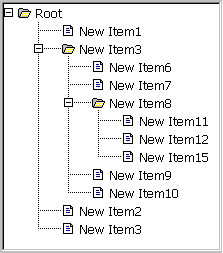 Root
New Item1
New Item3
New Item6
New Item7
New Item8
New Item11
New Item12
New Item15
New Item9
New Item10
New Item2
New Item3